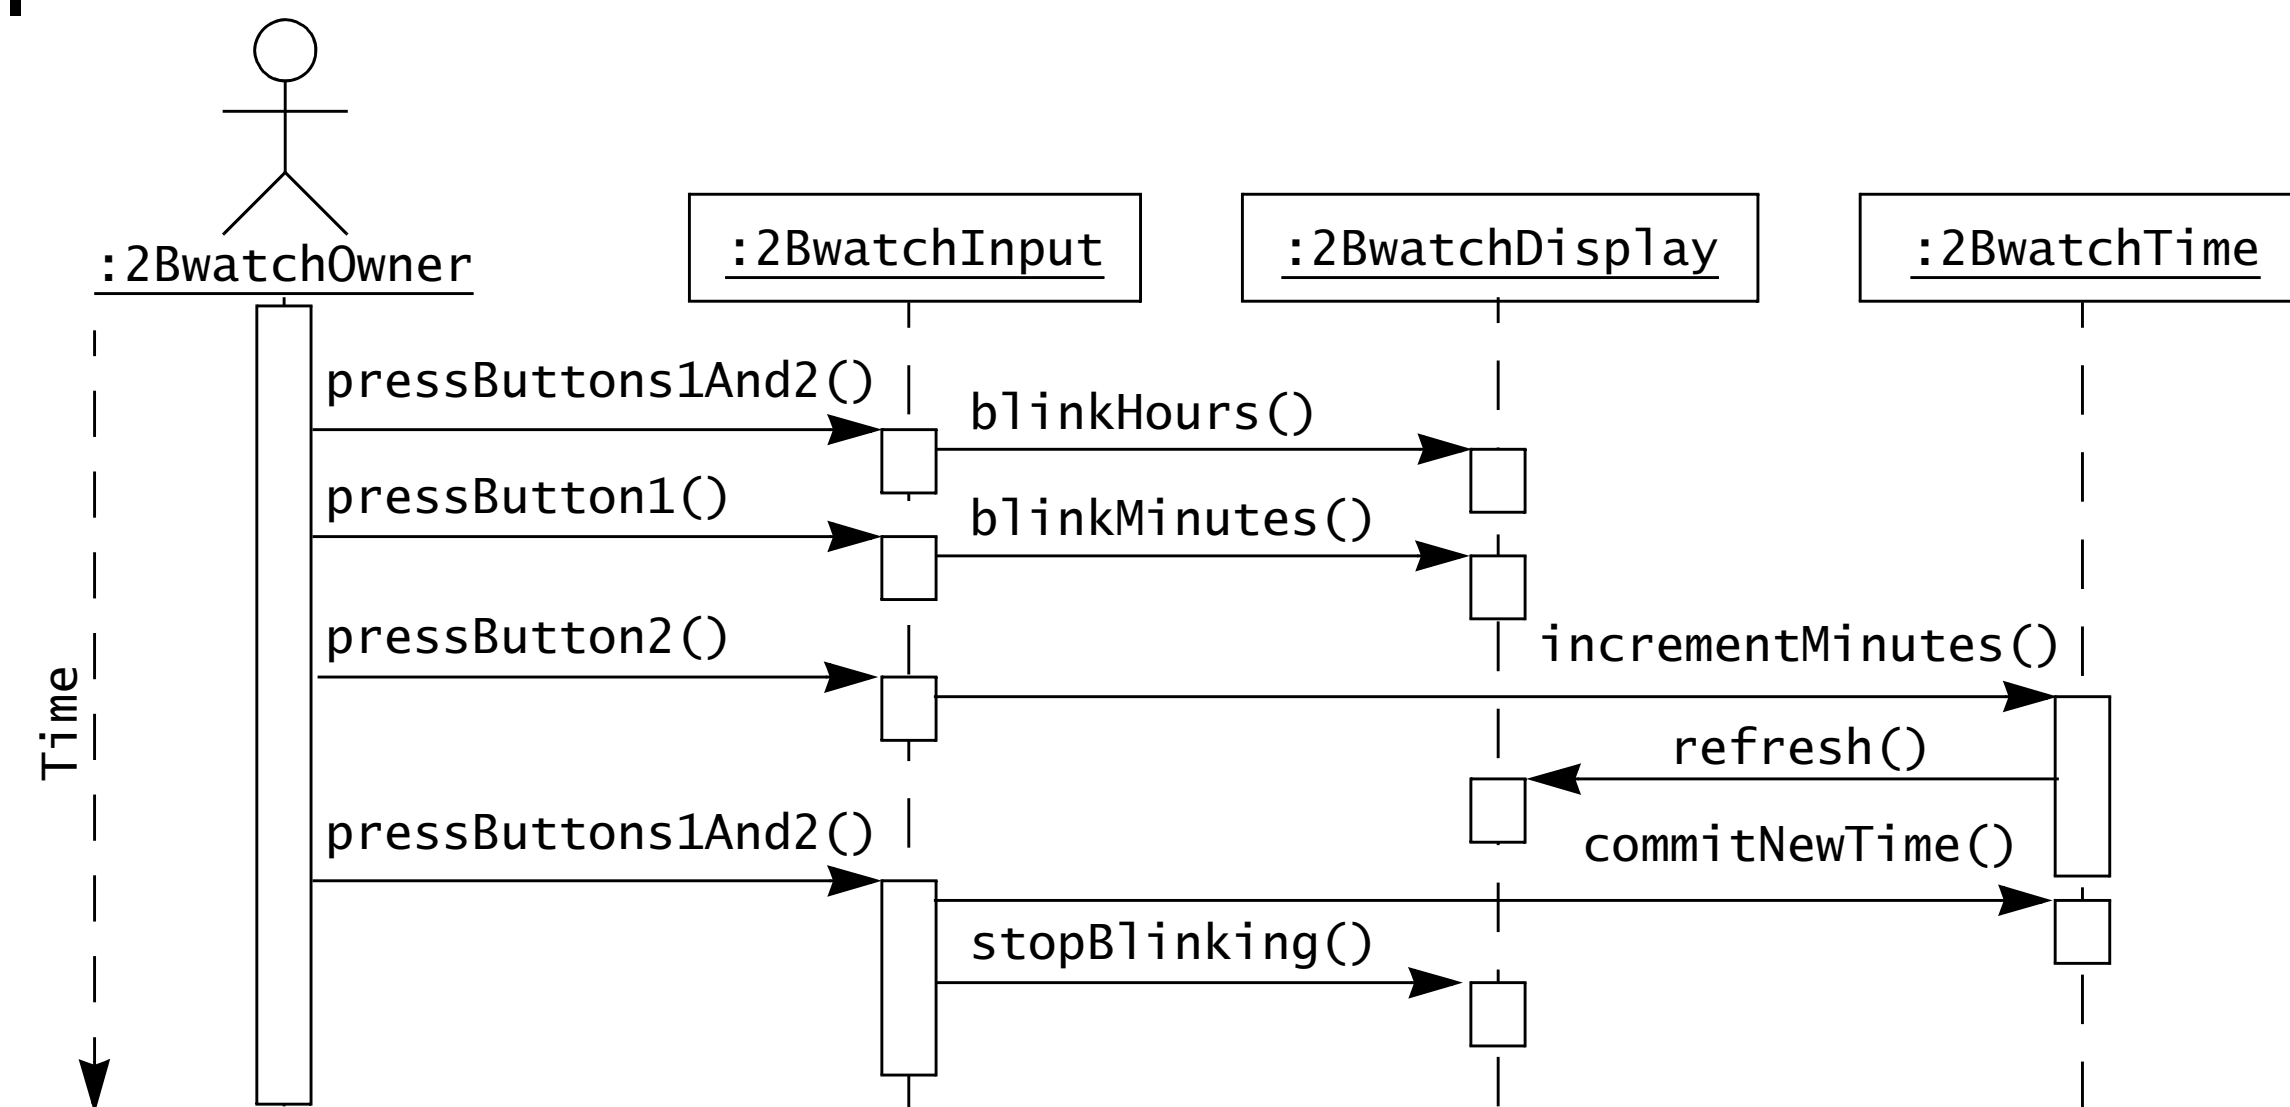 :2BwatchOwner
:2BwatchInput
:2BwatchDisplay
:2BwatchTime
pressButtons1And2()
blinkHours()
pressButton1()
blinkMinutes()
pressButton2()
incrementMinutes()
Time
refresh()
pressButtons1And2()
commitNewTime()
stopBlinking()